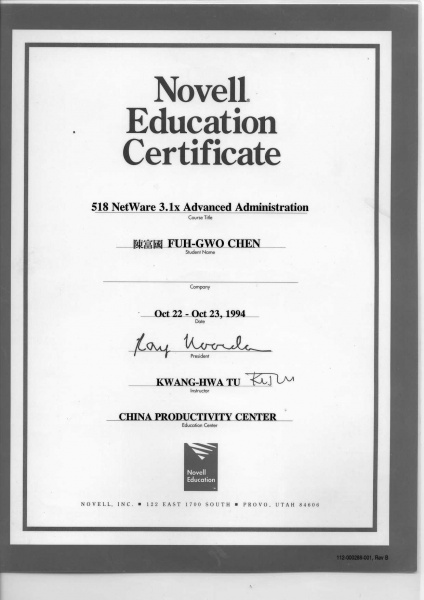 Novell®
Education
Certificate
518 NetWare 3.1x Advanced Administration
Course Title
陳富國 FUH-GWO CHEN
Student Name
Company
Oct 22 - Oct 23, 1994
Date
Ray Noorda
President
KWANG-HWA TU
Instructor
CHINA PRODUCTIVITY CENTER
Education Center
Novell
Education
NOVELL, INC. ■ 122 EAST 1700 SOUTH ■ PROVO, UTAH 84606